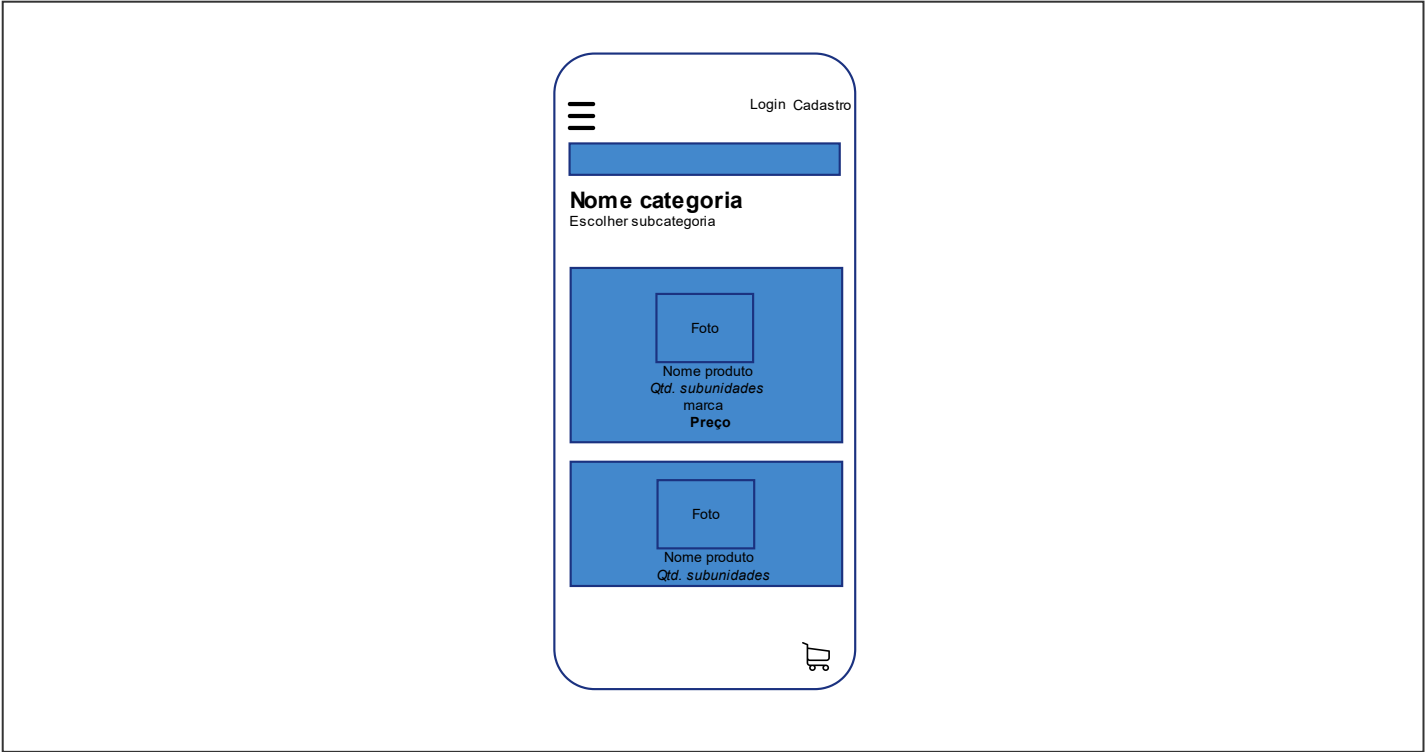 Login Cadastro
Nome categoria
Escolher subcategoria
Foto
Nome produto
Qtd. subunidades
marca
Preço
Foto
Nome produto
Qtd. subunidades